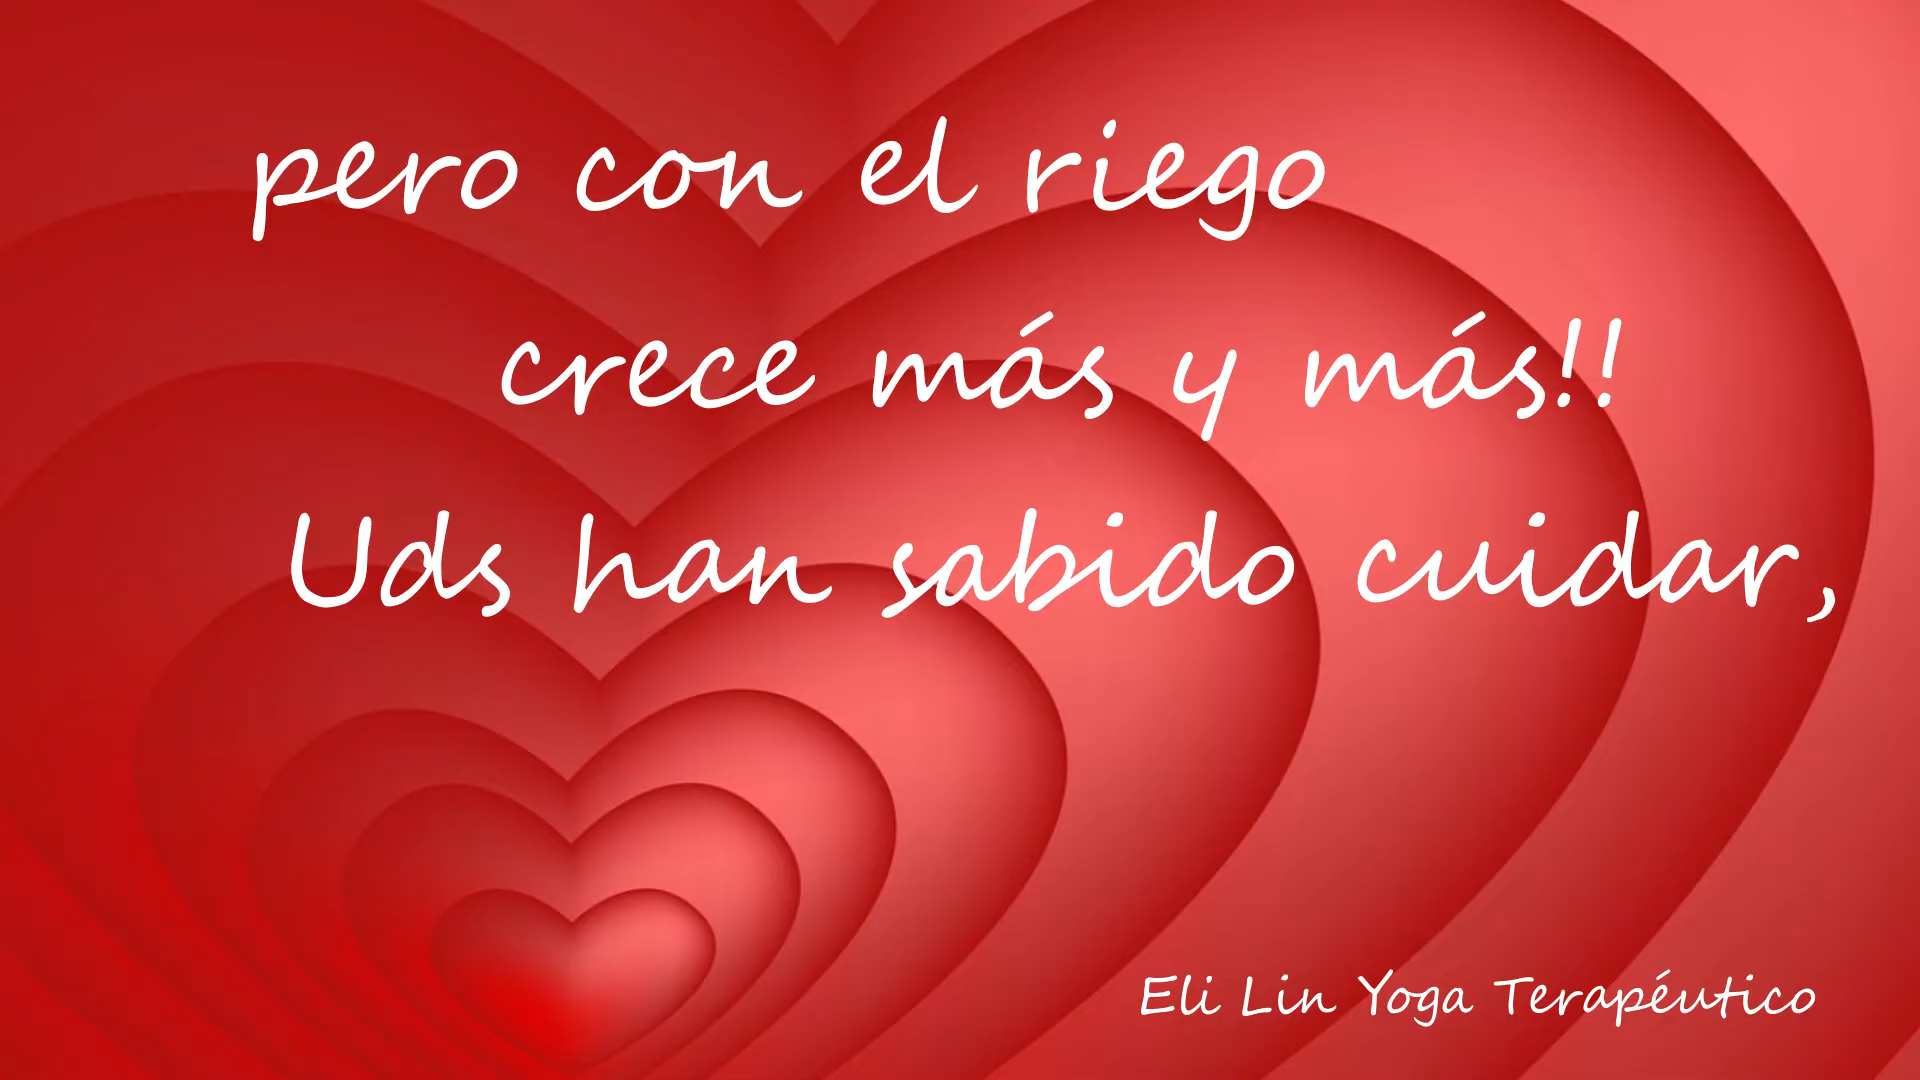 pero con el riego
crece más y más!!
Uds han sabido cuidar,
Eli Lin Yoga Terapéutico